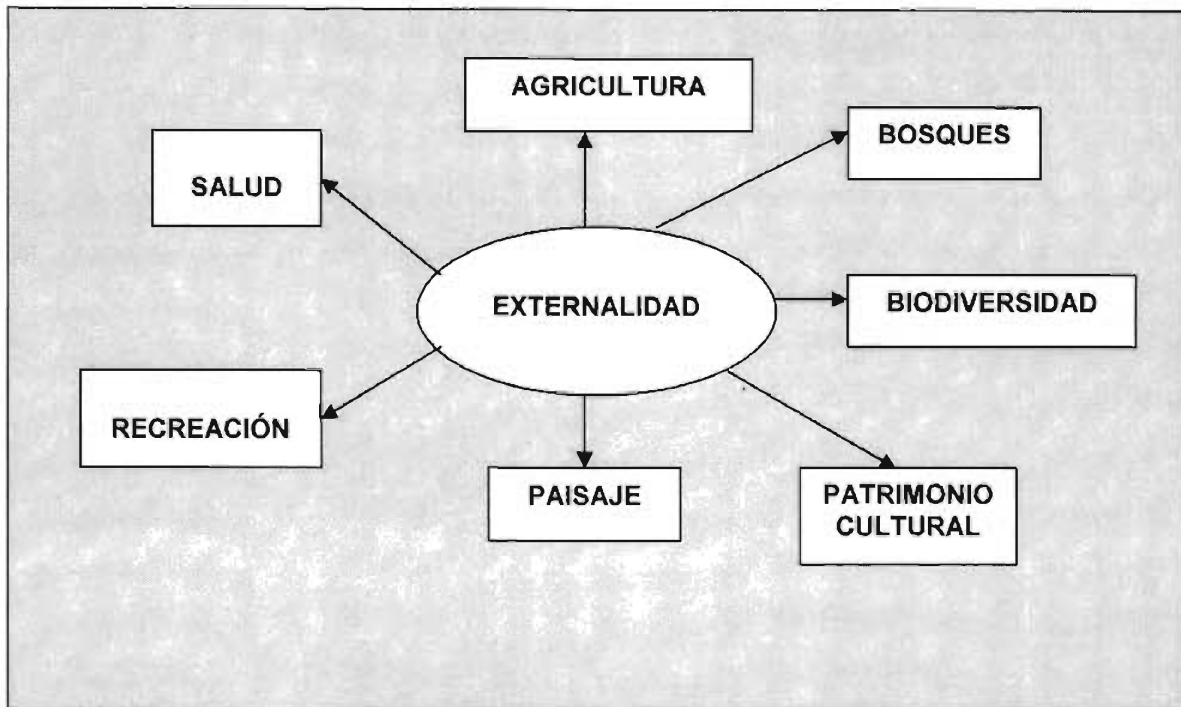 AGRICULTURA
BOSQUES
SALUD
EXTERNALIDAD
BIODIVERSIDAD
RECREACIÓN
PAISAJE
PATRIMONIO
CULTURAL